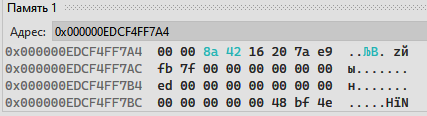 Память 1
Адрес: 0x000000EDCF4FF7A4
0x000000EDCF4FF7A4 00 00 8a 42 16 20 7a e9 ..ЉB. zй
0x000000EDCF4FF7AC fb 7f 00 00 00 00 00 00 ы.......
0x000000EDCF4FF7B4 ed 00 00 00 00 00 00 00 н.......
0x000000EDCF4FF7BC 00 00 00 00 00 48 bf 4e .....HїN